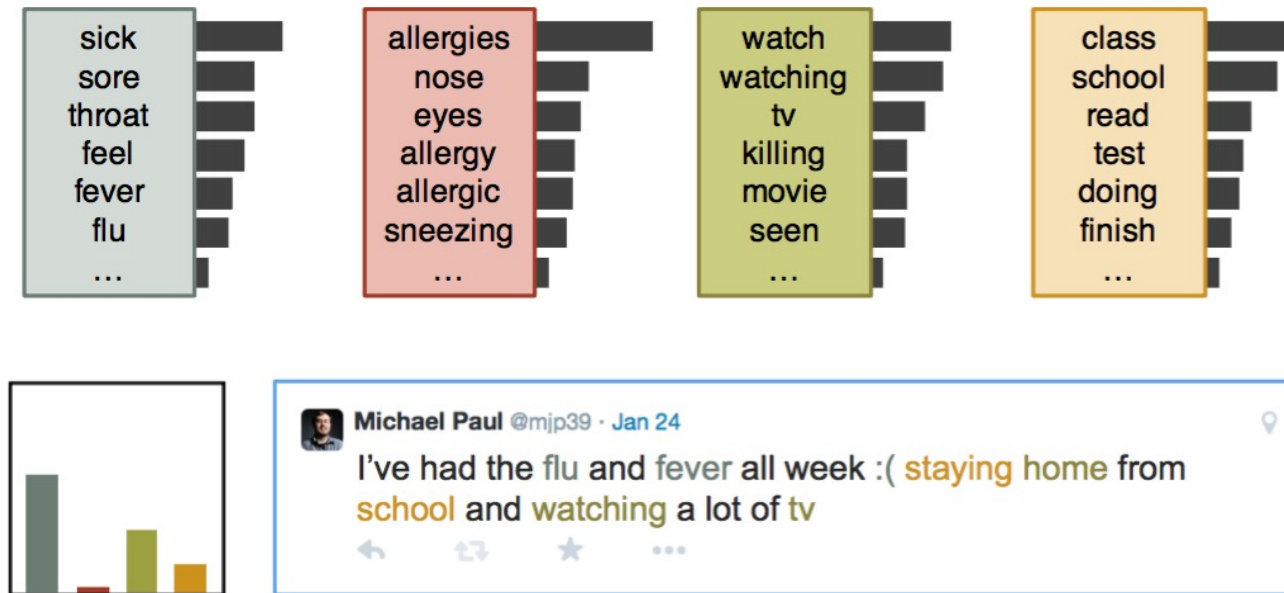 sick
sore
throat
feel
fever
flu
...
allergies
nose
eyes
allergy
allergic
sneezing
...
watch
watching
tv
killing
movie
seen
...
class
school
read
test
doing
finish
...
Michael Paul @mjp39 · Jan 24
I've had the flu and fever all week :( staying home from
school and watching a lot of tv